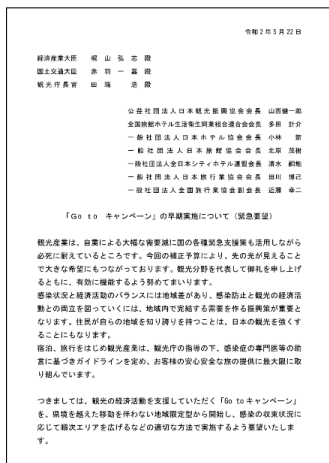 令和２年５月22日
経済産業大臣　梶山弘志 殿
国土交通大臣　赤羽一嘉 殿
観光庁長官　田端　浩 殿
公益社団法人日本観光振興協会会長 山西健一郎
全国旅館ホテル生活衛生同業組合連合会会長 多田 計介
一般社団法人日本ホテル協会会長 小林　節
一般社団法人日本旅館協会会長 北原 茂樹
一般社団法人全日本シティホテル連盟会長 清水 嗣能
一般社団法人日本旅行業協会会長 田川 博己
一般社団法人全国旅行業協会副会長 近藤 幸二
「Go to キャンペーン」の早期実施について（緊急要望）
観光産業は、自粛による大幅な需要減に国の各種緊急支援策も活用しながら
必死に耐えているところです。今回の補正予算により、先の光が見えること
で大きな希望にもつながっております。観光分野を代表して御礼を申し上げ
るともに、有効に機能するよう努めてまいります。
感染状況と経済活動のバランスには地域差があり、感染防止と観光の経済活
動との両立を図っていくには、地域内で完結する需要を作る振興策が重要と
なります。住民が自らの地域を知り誇りを持つことは、日本の観光を強くす
ることにもなります。
宿泊、旅行をはじめ観光産業は、観光庁の指導の下、感染症の専門医等の助
言に基づきガイドラインを定め、お客様の安心安全な旅の提供に最大限に取
り組んでいます。
つきましては、観光の経済活動を支援していただく「Go to キャンペーン」
を、県境を越えた移動を伴わない地域限定型から開始し、感染の収束状況に
応じて順次エリアを広げるなどの適切な方法で実施するよう要望いたしま
す。